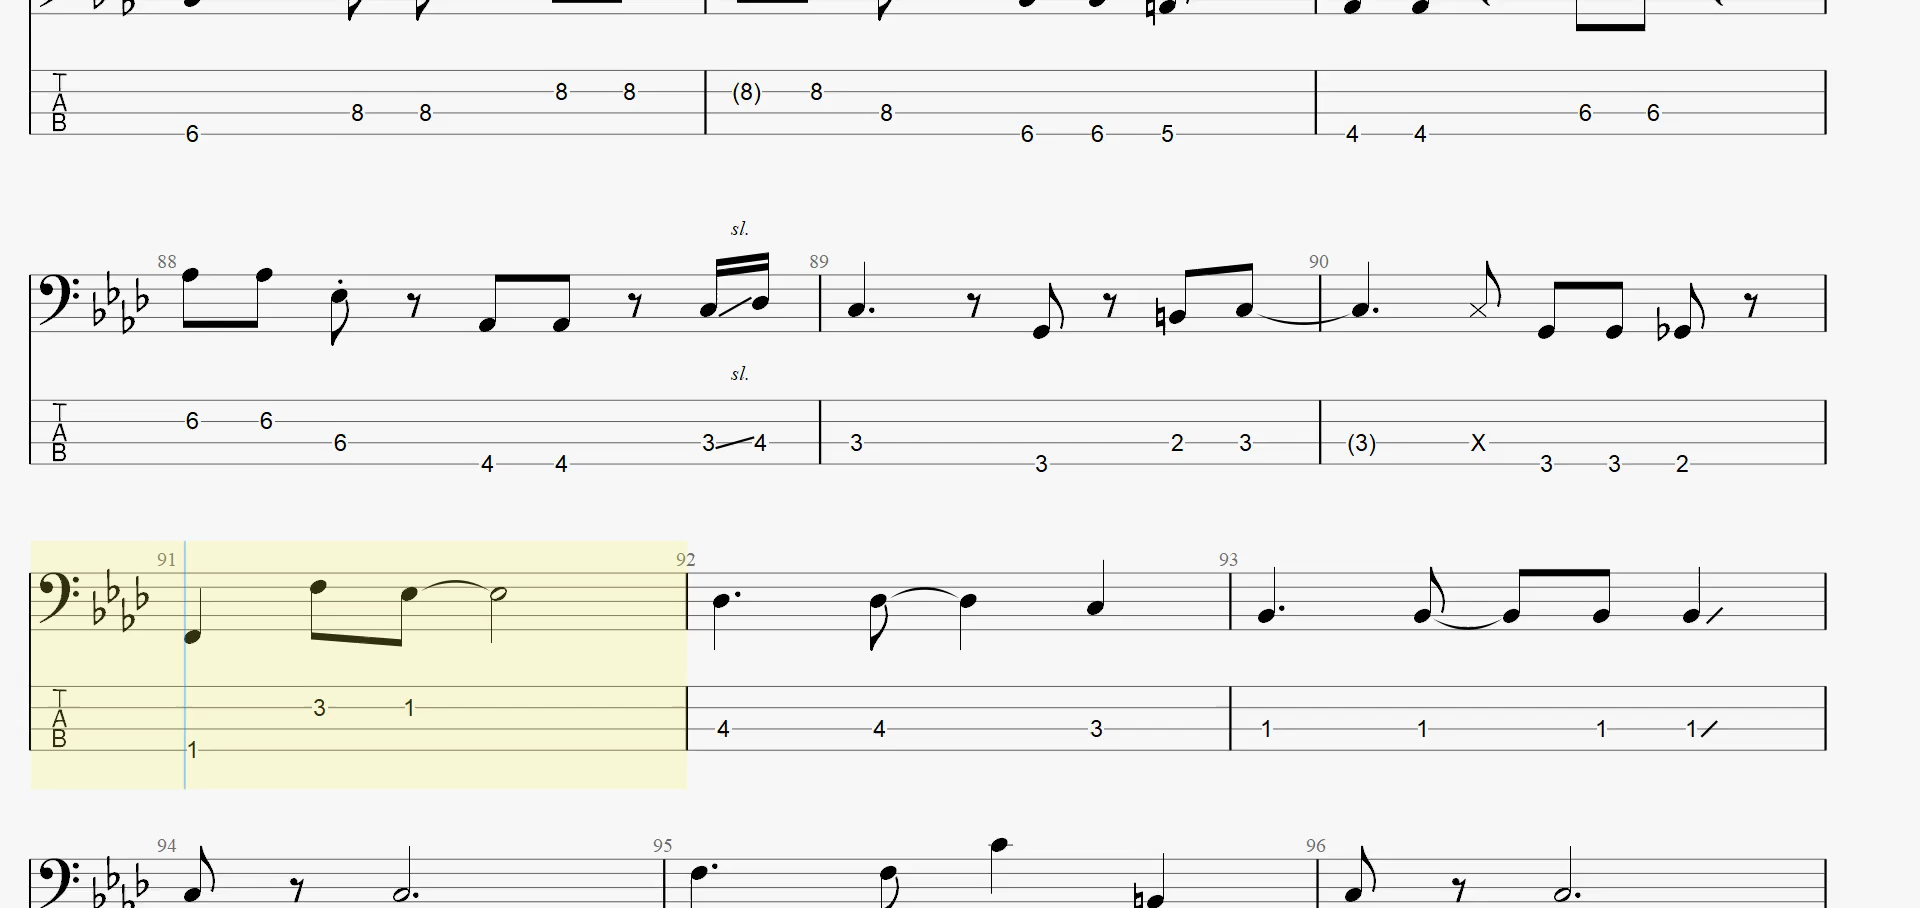 8 8 (8) 8
T
A 8 8 8 6 6
B 6 6 6 5 4 4
sl.
88 89 90
sl.
T
6 6
A 6 3 4 3 2 3 (3) X
B 4 4 3 3 3 2
91 92 93
T
3 1
A 4 4 3 1 1 1 1
B 1
94 95 96